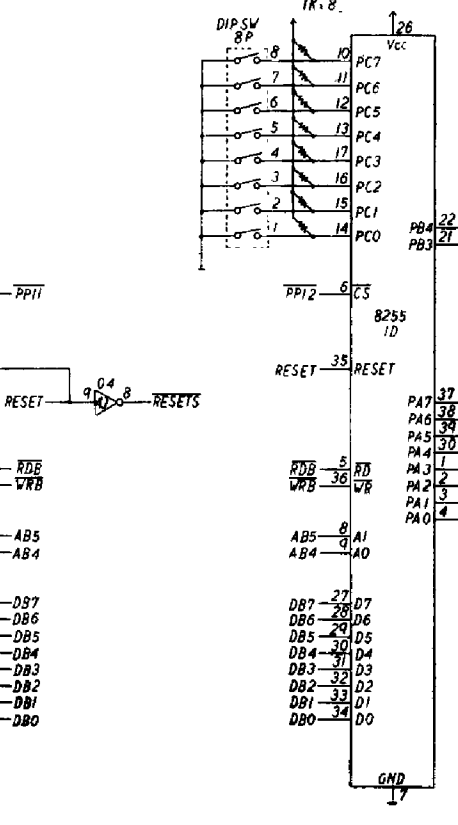 1K×8
DIP SW
8P
26
Vcc
8 10 PC7
7 11 PC6
6 12 PC5
5 13 PC4
4 17 PC3
3 16 PC2
2 15 PC1
1 14 PC0
PB4 22
PB3 21
PPI1
PPI2 6 CS
8255
1D
RESET 35 RESET
RESET 9 04 8 RESETS
PA7 37
PA6 38
PA5 39
PA4 30
PA3 1
PA2 2
PA1 3
PA0 4
RDB
WRB
RDB 5 RD
WRB 36 WR
AB5
AB4
AB5 8 A1
AB4 9 A0
DB7
DB6
DB5
DB4
DB3
DB2
DB1
DB0
DB7 27 D7
DB6 28 D6
DB5 29 D5
DB4 30 D4
DB3 31 D3
DB2 32 D2
DB1 33 D1
DB0 34 D0
GND
7